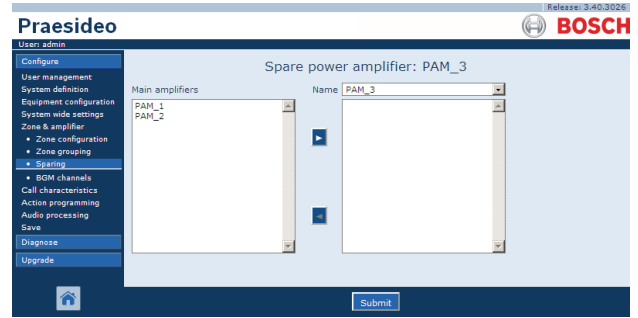 Release: 3.40.3026
Praesideo
BOSCH
User: admin
Configure
User management
System definition
Equipment configuration
System wide settings
Zone & amplifier
• Zone configuration
• Zone grouping
• Sparing
• BGM channels
Call characteristics
Action programming
Audio processing
Save
Diagnose
Upgrade
Spare power amplifier: PAM_3
Main amplifiers
Name PAM_3
PAM_1
PAM_2
Submit